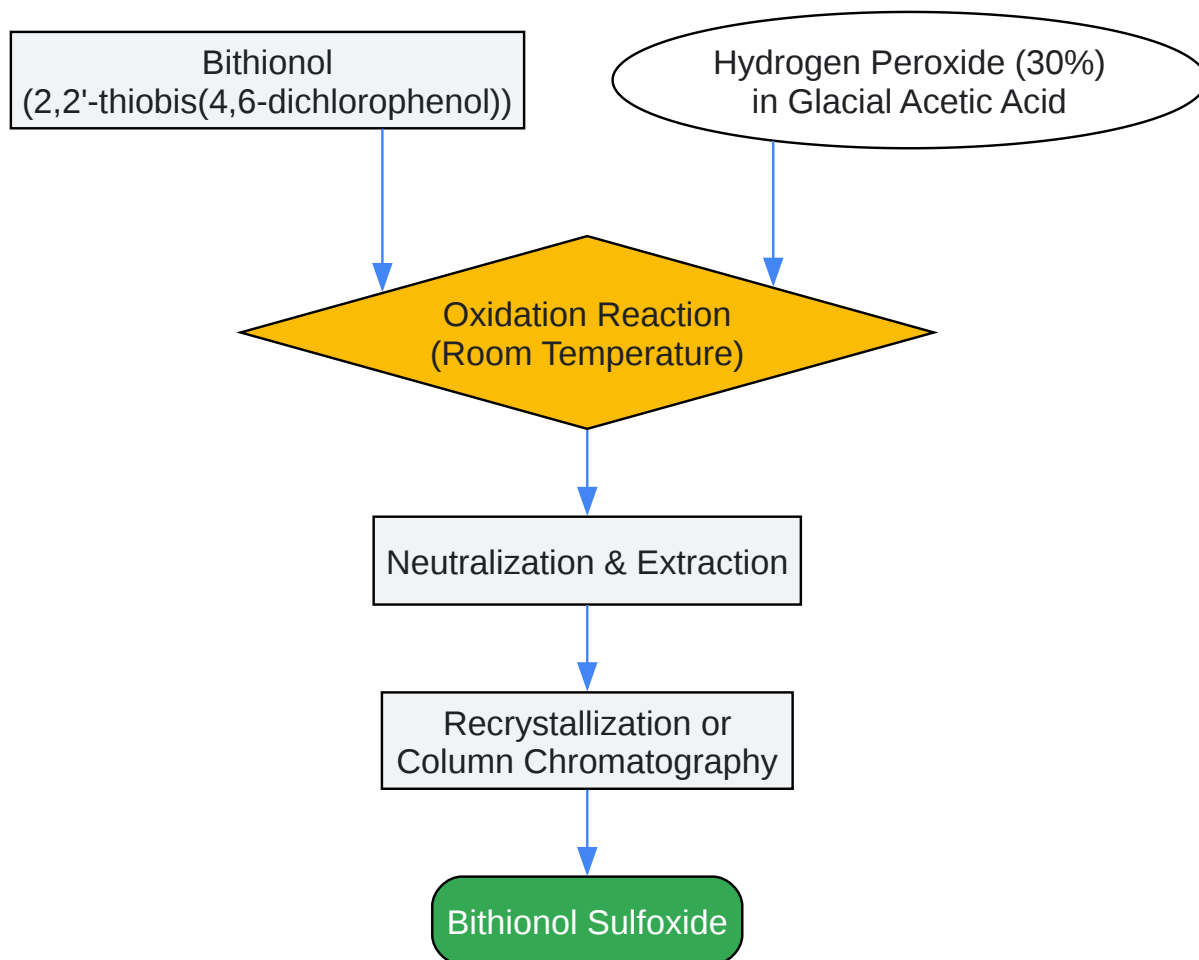 Bithionol
(2,2'-thiobis(4,6-dichlorophenol))
Hydrogen Peroxide (30%)
in Glacial Acetic Acid
Oxidation Reaction
(Room Temperature)
Neutralization & Extraction
Recrystallization or
Column Chromatography
Bithionol Sulfoxide